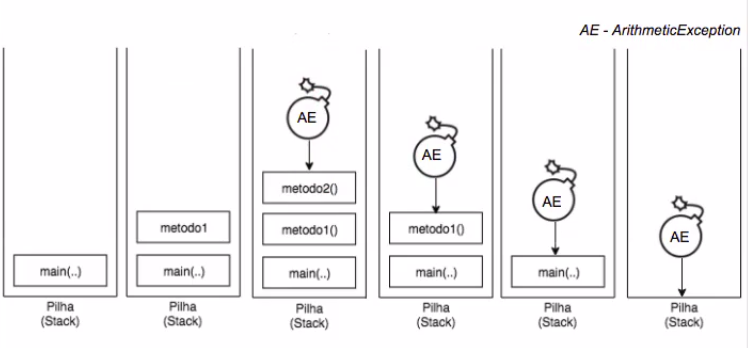 AE - ArithmeticException
main(..)
Pilha
(Stack)
metodo1
main(..)
Pilha
(Stack)
AE
metodo2()
metodo1()
main(..)
Pilha
(Stack)
AE
metodo1()
main(..)
Pilha
(Stack)
AE
main(..)
Pilha
(Stack)
AE
Pilha
(Stack)